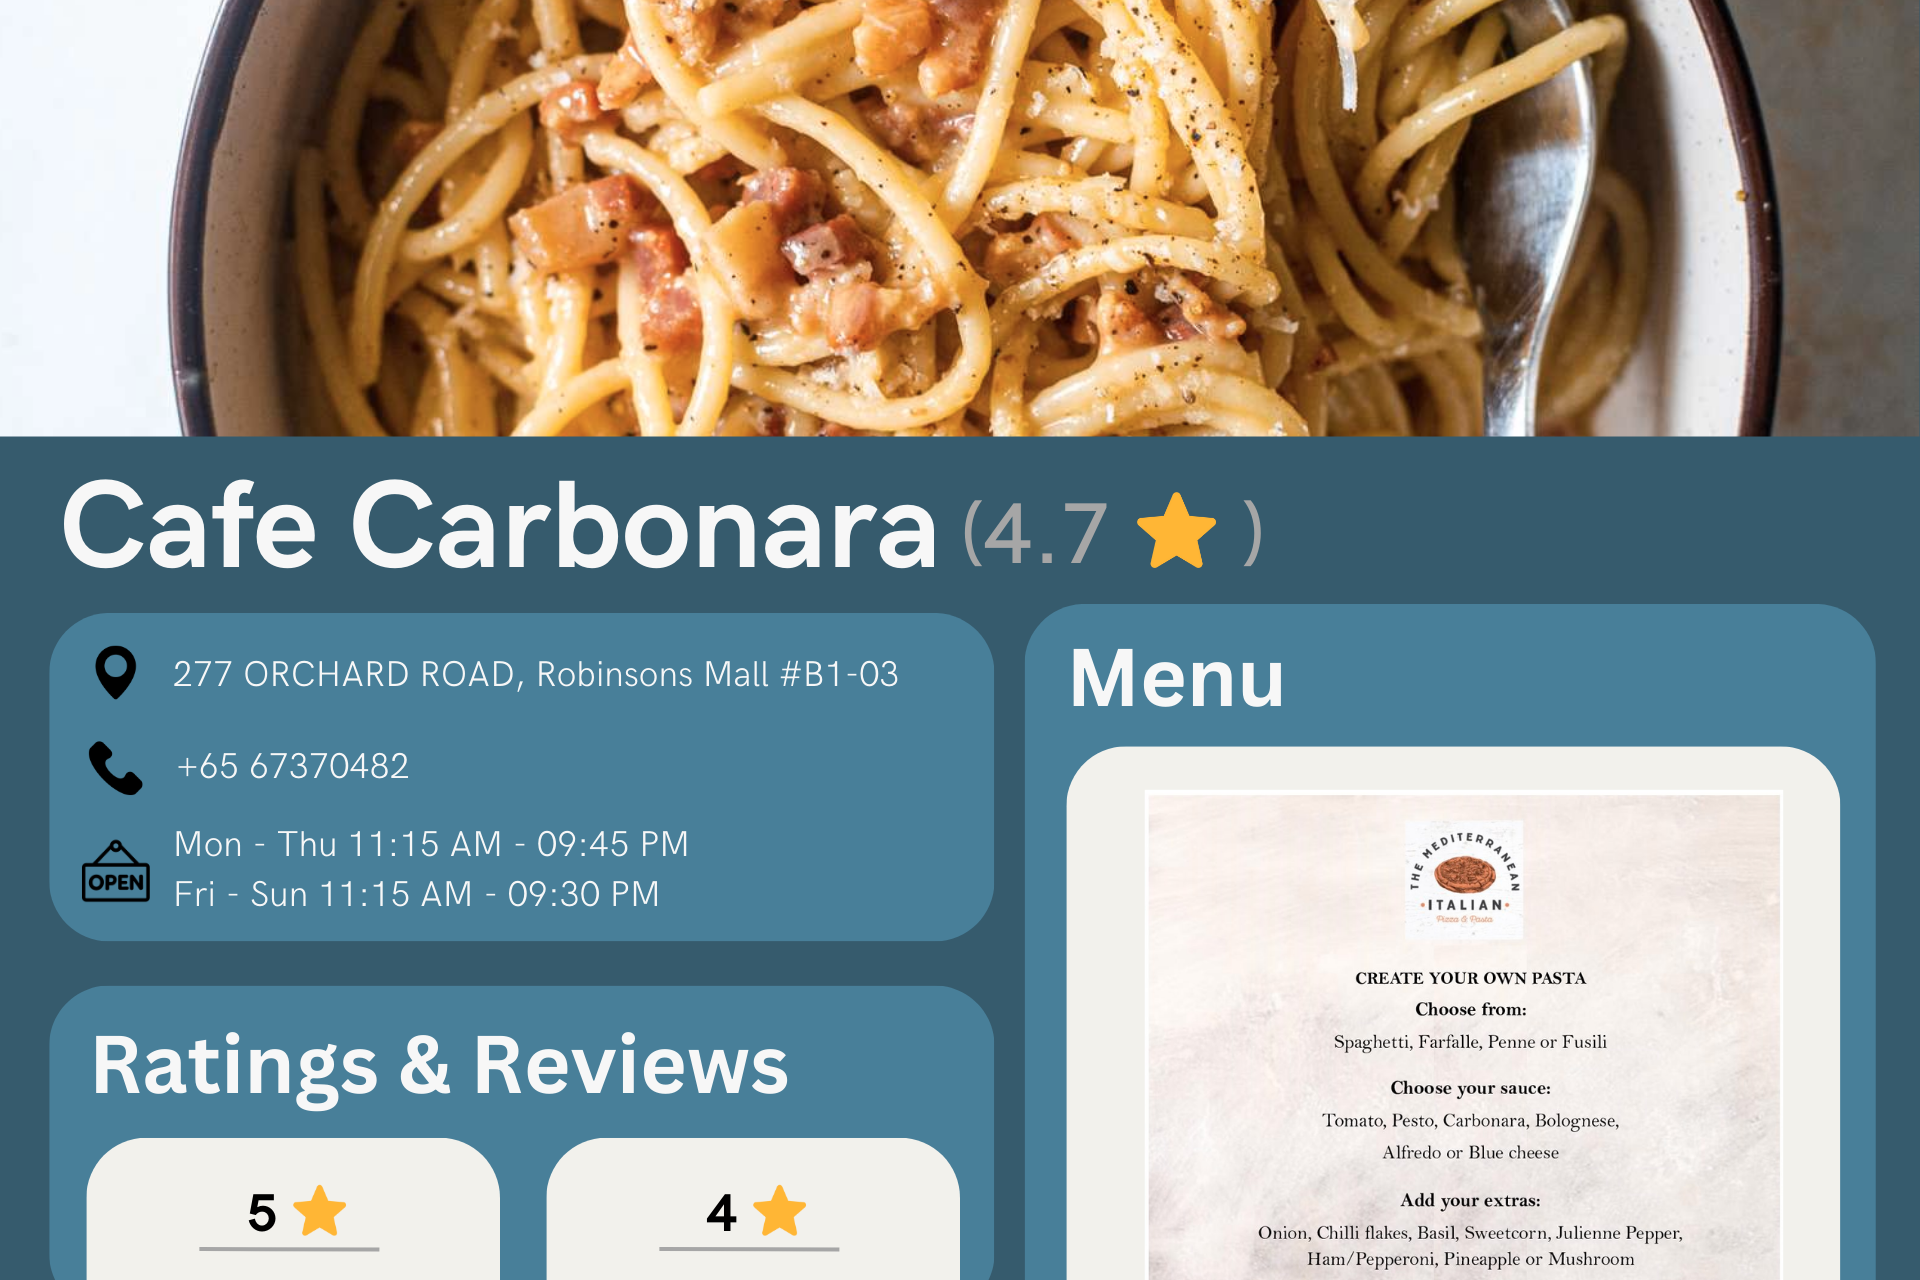 Cafe Carbonara (4.7 )
277 ORCHARD ROAD, Robinsons Mall #B1-03
+65 67370482
OPEN
Mon - Thu 11:15 AM - 09:45 PM
Fri - Sun 11:15 AM - 09:30 PM
Ratings & Reviews
5
4
Menu
THE MEDITERRANEAN
ITALIAN
Pizza & Pasta
CREATE YOUR OWN PASTA
Choose from:
Spaghetti, Farfalle, Penne or Fusili
Choose your sauce:
Tomato, Pesto, Carbonara, Bolognese,
Alfredo or Blue cheese
Add your extras:
Onion, Chilli flakes, Basil, Sweetcorn, Julienne Pepper,
Ham/Pepperoni, Pineapple or Mushroom